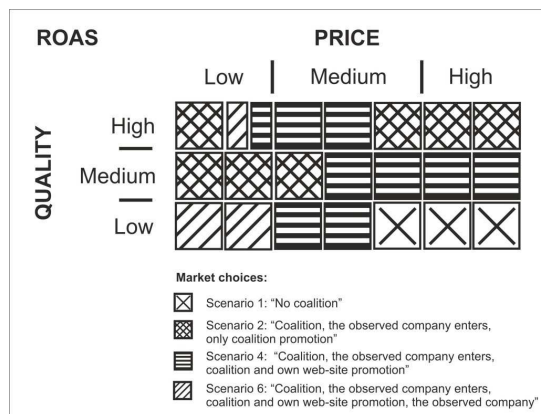 ROAS
PRICE
Low Medium High
QUALITY
High
Medium
Low
Market choices:
Scenario 1: “No coalition”
Scenario 2: “Coalition, the observed company enters,
only coalition promotion”
Scenario 4: “Coalition, the observed company enters,
coalition and own web-site promotion”
Scenario 6: “Coalition, the observed company enters,
coalition and own web-site promotion, the observed company”